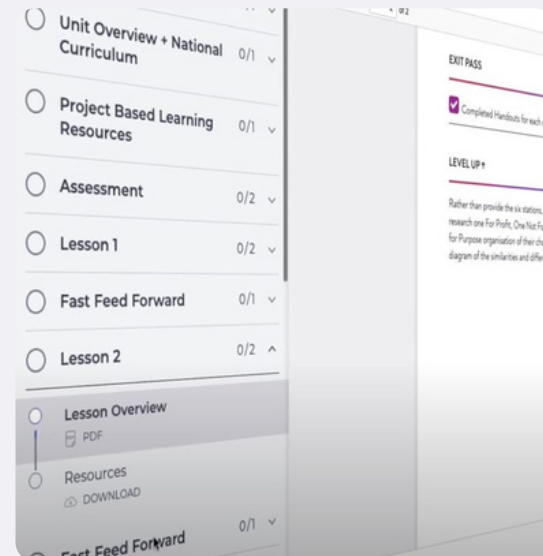 Unit Overview + National
Curriculum
0/1
Project Based Learning
Resources
0/1
Assessment
0/2
Lesson 1
0/2
Fast Feed Forward
0/1
Lesson 2
0/2
Lesson Overview
PDF
Resources
DOWNLOAD
Fast Feed Forward
0/1
of 2
EXIT PASS
Completed Handouts for each
LEVEL UP
Rather than provide the six stations,
research one For Profit, One Not
for Purpose organisation of their
diagram of the similarities and